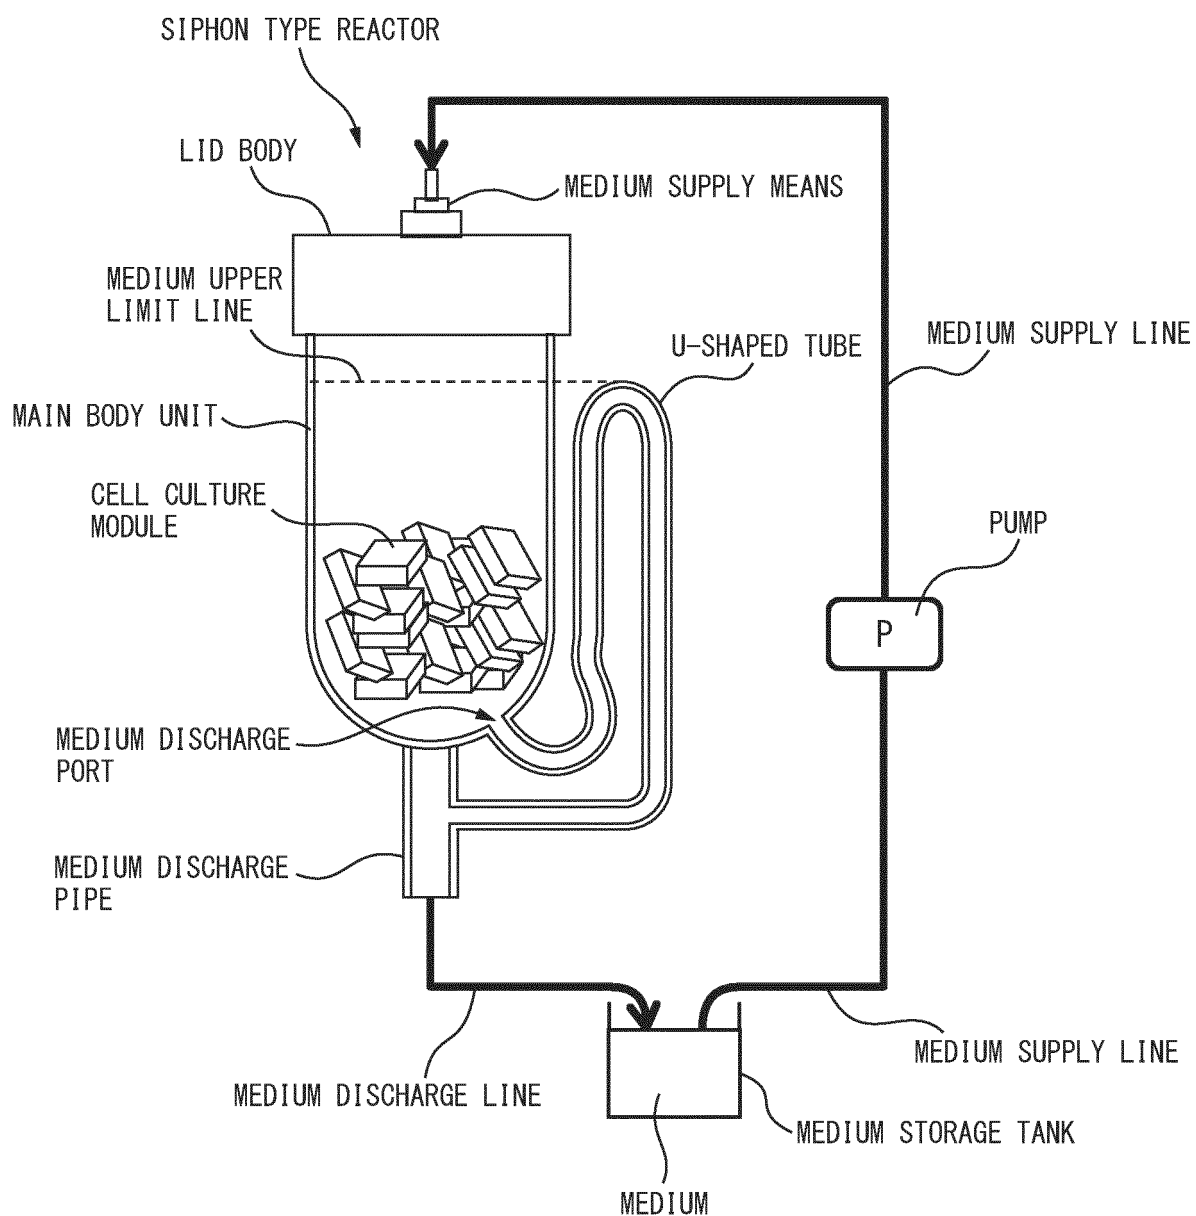 SIPHON TYPE REACTOR
LID BODY
MEDIUM SUPPLY MEANS
MEDIUM UPPER
LIMIT LINE
U-SHAPED TUBE
MEDIUM SUPPLY LINE
MAIN BODY UNIT
CELL CULTURE
MODULE
PUMP
P
MEDIUM DISCHARGE
PORT
MEDIUM DISCHARGE
PIPE
MEDIUM SUPPLY LINE
MEDIUM DISCHARGE LINE
MEDIUM STORAGE TANK
MEDIUM